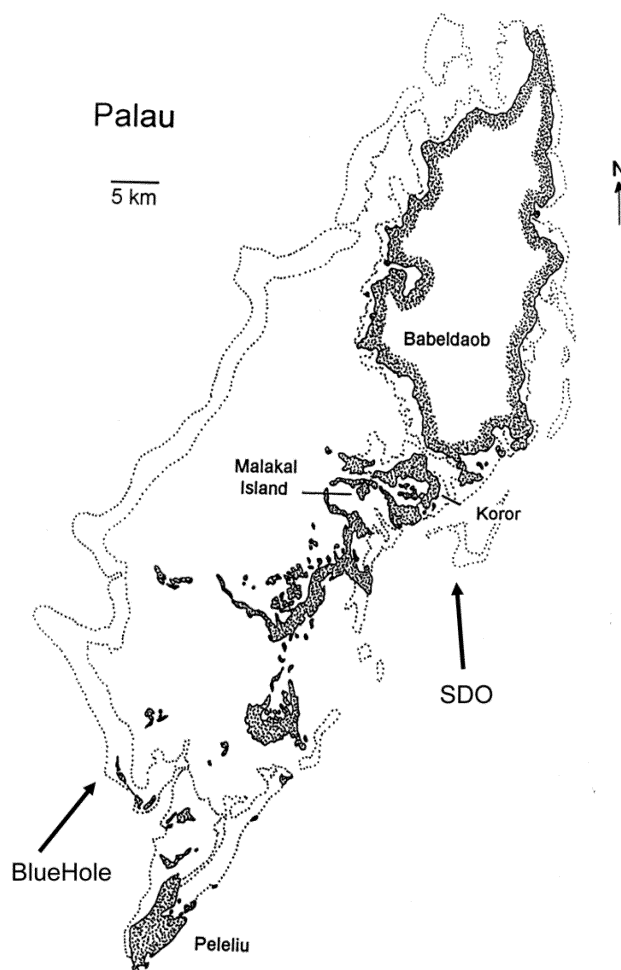 Palau
5 km
N
Babeldaob
Malakal
Island
Koror
SDO
BlueHole
Peleliu